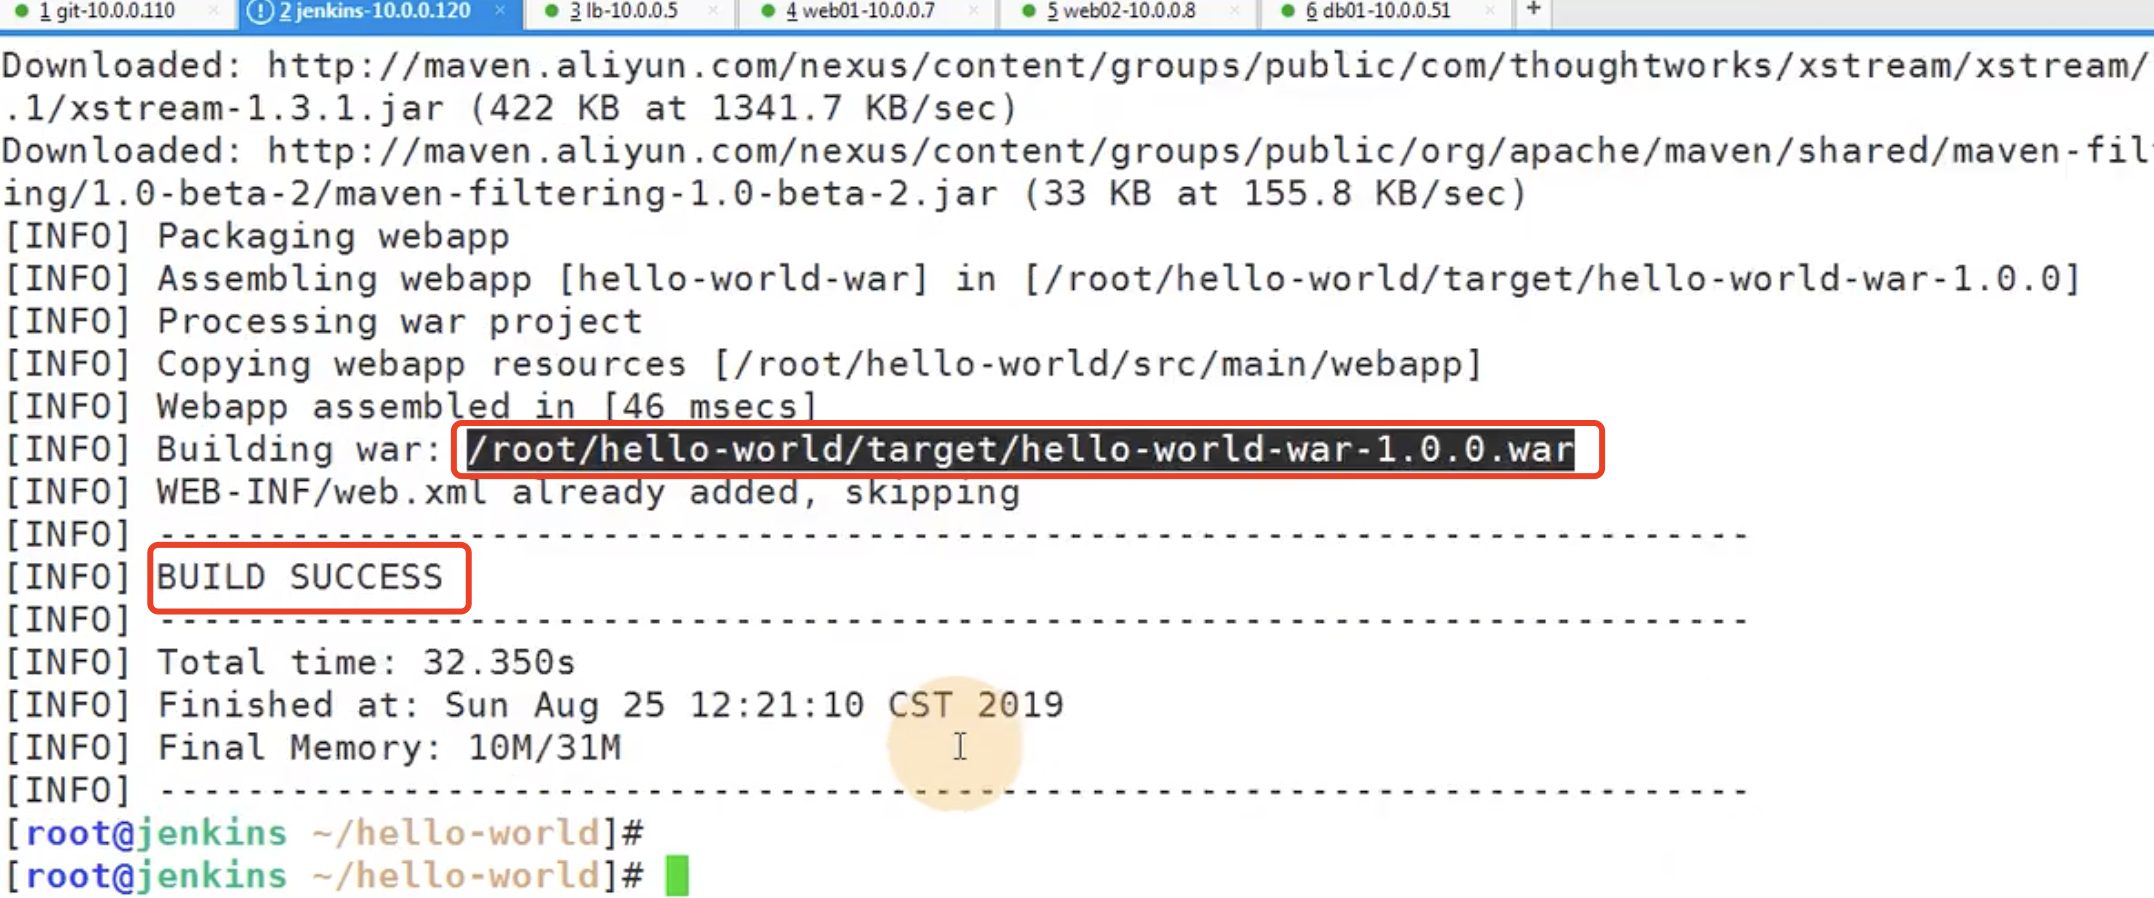 1 git-10.0.0.110 × 2 jenkins-10.0.0.120 × 3 lb-10.0.0.5 × 4 web01-10.0.0.7 × 5 web02-10.0.0.8 × 6 db01-10.0.0.51 × +
Downloaded: http://maven.aliyun.com/nexus/content/groups/public/com/thoughtworks/xstream/xstream/
.1/xstream-1.3.1.jar (422 KB at 1341.7 KB/sec)
Downloaded: http://maven.aliyun.com/nexus/content/groups/public/org/apache/maven/shared/maven-fil
ing/1.0-beta-2/maven-filtering-1.0-beta-2.jar (33 KB at 155.8 KB/sec)
[INFO] Packaging webapp
[INFO] Assembling webapp [hello-world-war] in [/root/hello-world/target/hello-world-war-1.0.0]
[INFO] Processing war project
[INFO] Copying webapp resources [/root/hello-world/src/main/webapp]
[INFO] Webapp assembled in [46 msecs]
[INFO] Building war: /root/hello-world/target/hello-world-war-1.0.0.war
[INFO] WEB-INF/web.xml already added, skipping
[INFO] ------------------------------------------------------------------------
[INFO] BUILD SUCCESS
[INFO] ------------------------------------------------------------------------
[INFO] Total time: 32.350s
[INFO] Finished at: Sun Aug 25 12:21:10 CST 2019
[INFO] Final Memory: 10M/31M
[INFO] ------------------------------------------------------------------------
[root@jenkins ~/hello-world]#
[root@jenkins ~/hello-world]#